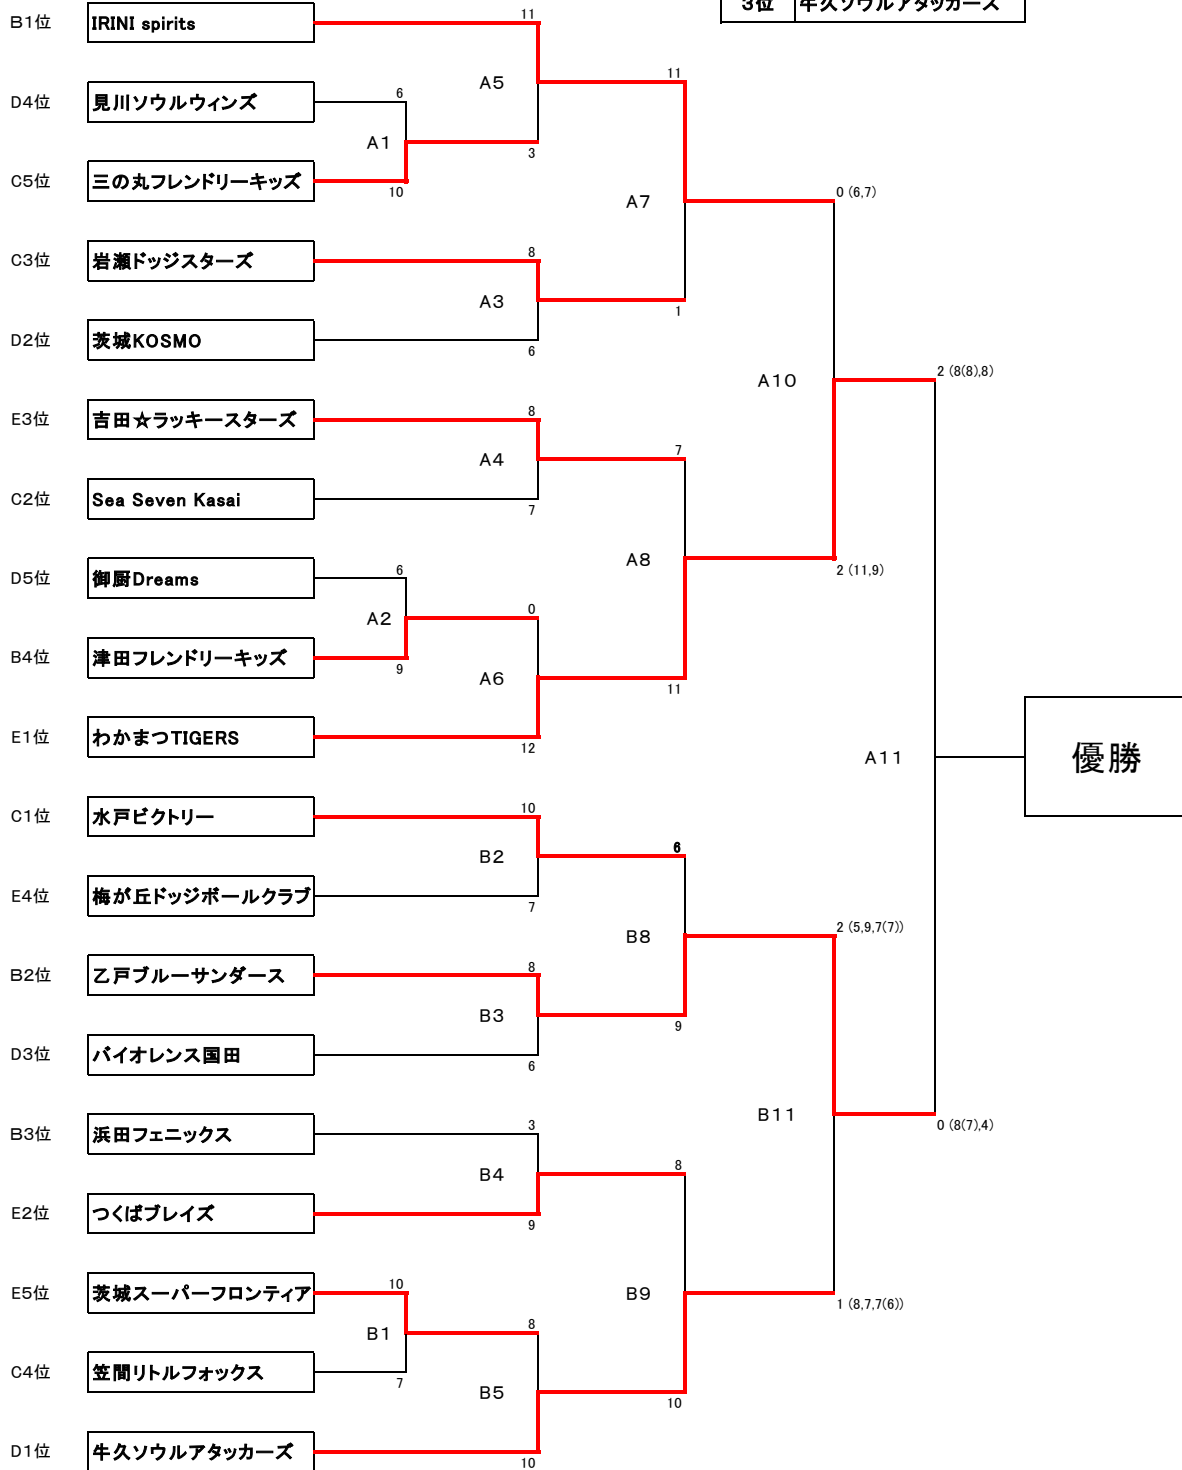 3位 牛久ソウルアタッカーズ
B1位 IRINI spirits 11
A5 11
D4位 見川ソウルウィンズ 6
A1 3
C5位 三の丸フレンドリーキッズ 10
A7 0 (6,7)
C3位 岩瀬ドッジスターズ 8
A3 1
D2位 茨城KOSMO 6
A10 2 (8(8),8)
E3位 吉田☆ラッキースターズ 8
A4 7
C2位 Sea Seven Kasai 7
A8 2 (11,9)
D5位 御厨Dreams 6
A2 0
B4位 津田フレンドリーキッズ 9
A6 11
E1位 わかまつTIGERS 12
A11 優勝
C1位 水戸ビクトリー 10
B2 6
E4位 梅が丘ドッジボールクラブ 7
B8 2 (5,9,7(7))
B2位 乙戸ブルーサンダース 8
B3 9
D3位 バイオレンス国田 6
B11 0 (8(7),4)
B3位 浜田フェニックス 3
B4 8
E2位 つくばブレイズ 9
B9 1 (8,7,7(6))
E5位 茨城スーパーフロンティア 10
B1 8
C4位 笠間リトルフォックス 7
B5 10
D1位 牛久ソウルアタッカーズ 10